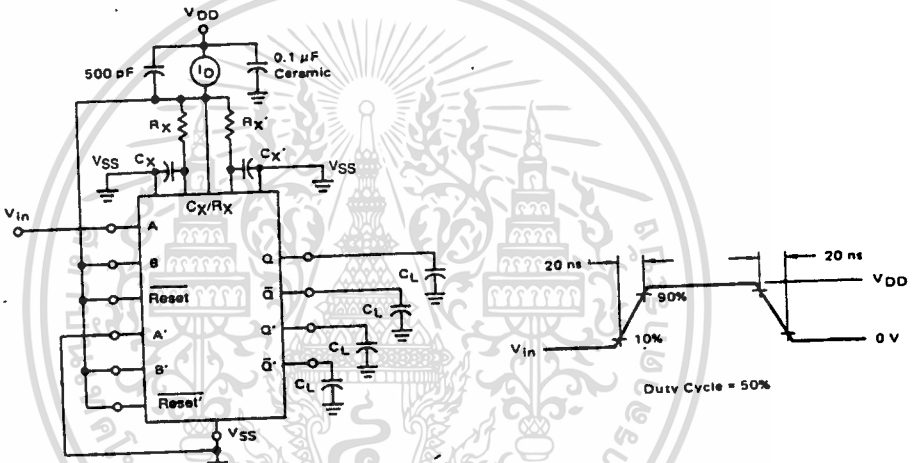 VDD
500 pF
ID
0.1 µF
Ceramic
RX
RX'
VSS
CX
CX'
VSS
CX/RX
Vin
A
B
Reset
A'
B'
Reset'
Q
Q̅
Q'
Q̅'
CL
CL
CL
CL
VSS
20 ns
20 ns
VDD
90%
10%
Vin
0 V
Duty Cycle = 50%